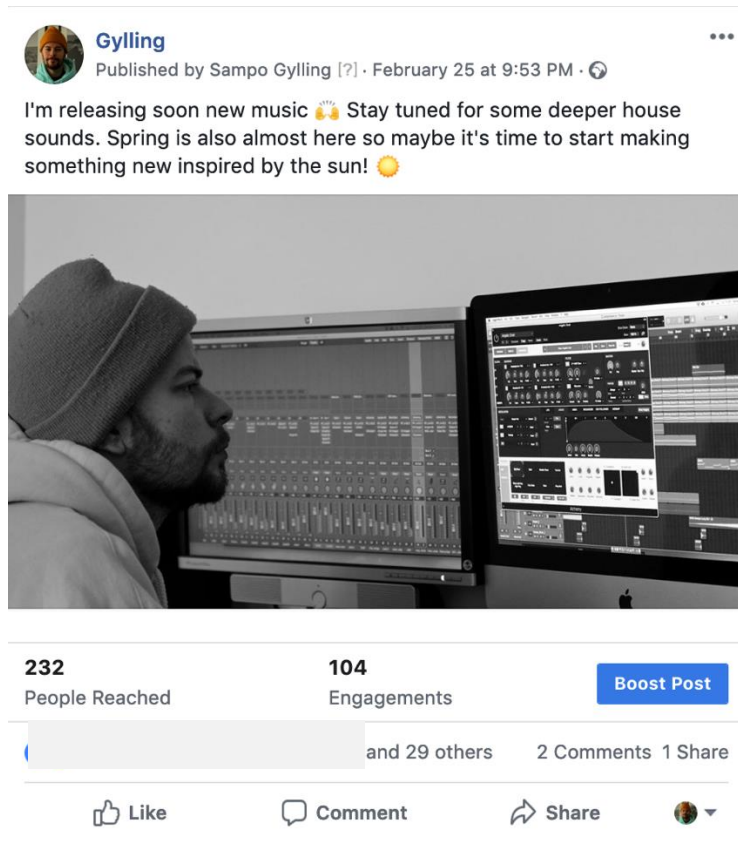 Gylling
Published by Sampo Gylling [?] · February 25 at 9:53 PM ·
I'm releasing soon new music 🙌 Stay tuned for some deeper house
sounds. Spring is also almost here so maybe it's time to start making
something new inspired by the sun! ☀️
232
People Reached
104
Engagements
Boost Post
and 29 others
2 Comments 1 Share
Like
Comment
Share